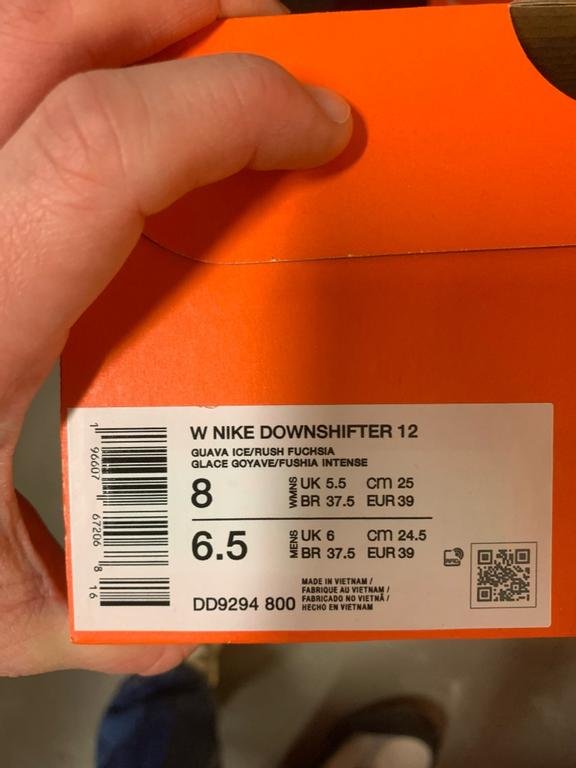 W NIKE DOWNSHIFTER 12
GUAVA ICE/RUSH FUCHSIA
GLACE GOYAVE/FUSHIA INTENSE
8 WMNS UK 5.5 cm 25
BR 37.5 EUR 39
6.5 MENS UK 6 cm 24.5
BR 37.5 EUR 39
DD9294 800
MADE IN VIETNAM /
FABRIQUE AU VIETNAM /
FABRICADO NO VIETNÃ /
HECHO EN VIETNAM
1 96607 67206 8 16